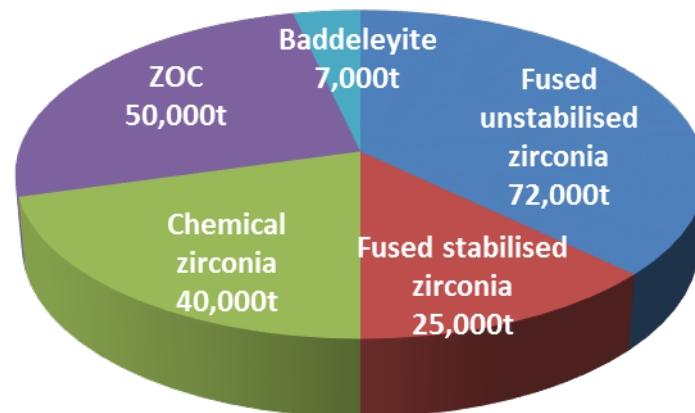 Baddeleyite
7,000t
Fused
unstabilised
zirconia
72,000t
Fused stabilised
zirconia
25,000t
Chemical
zirconia
40,000t
ZOC
50,000t